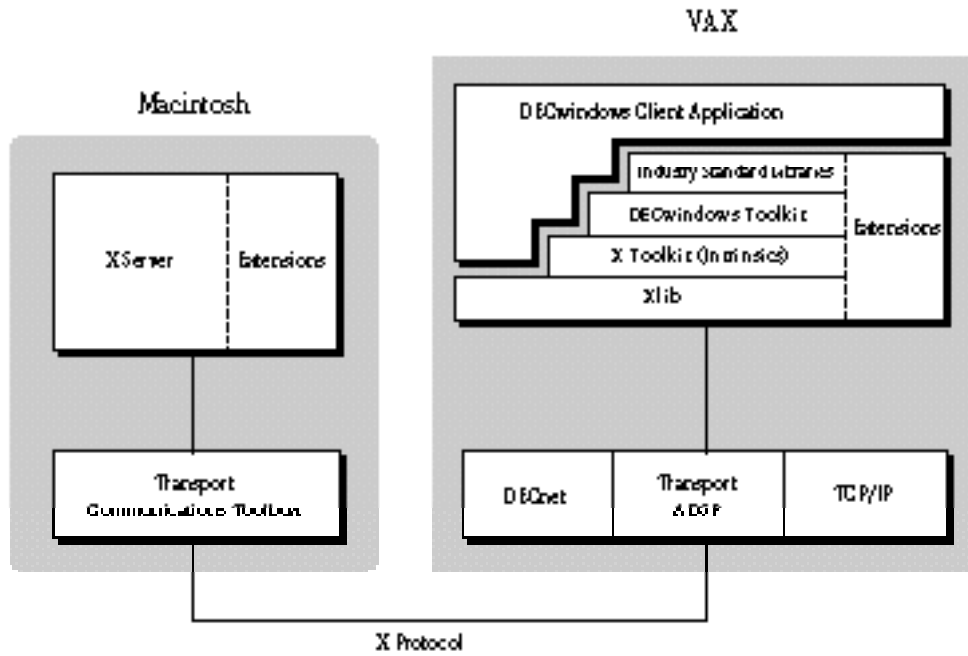 VAX
Macintosh
DECwindows Client Application
Industry Standard Libraries
DECwindows Toolkit
X Toolkit (Intrinsics)
Xlib
Extensions
X Server
Extensions
Transport
Communications Toolbox
DECnet
Transport
ADSP
TCP/IP
X Protocol